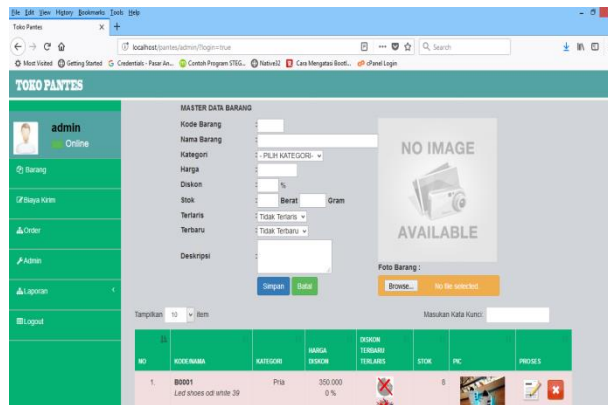 File Edit View History Bookmarks Tools Help
Toko Pantes × +
localhost/pantes/admin/?login=true
Search
Most Visited Getting Started Credentials - Pasar An... Contoh Program STEG... Native32 Cara Mengatasi Bootl... cPanel Login
TOKO PANTES
admin
Online
Barang
Biaya Kirim
Order
Admin
Laporan
Logout
MASTER DATA BARANG
Kode Barang :
Nama Barang :
Kategori : - PILIH KATEGORI-
Harga :
Diskon : %
Stok : Berat Gram
Terlaris : Tidak Terlaris
Terbaru : Tidak Terbaru
Deskripsi :
Simpan Batal
NO IMAGE
AVAILABLE
Foto Barang :
Browse... No file selected.
Tampilkan 10 item
Masukan Kata Kunci:
NO KODE/NAMA KATEGORI HARGA DISKON DISKON TERBARU TERLARIS STOK PIC PROSES
1. B0001 Pria 350.000 6
Led shoes adi white 39 0 %